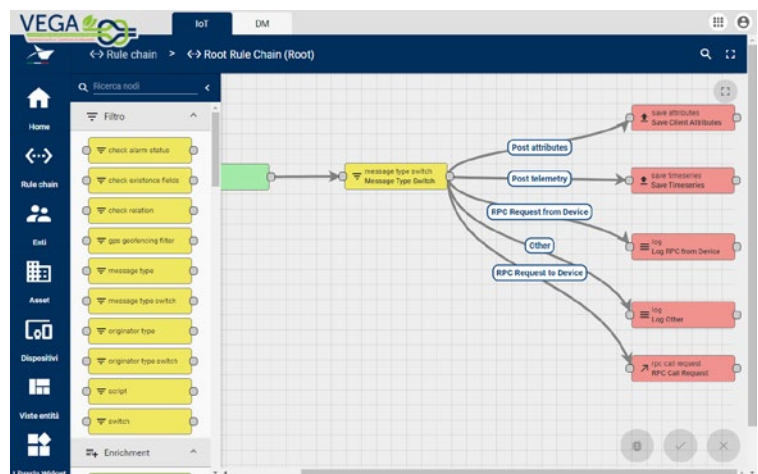 VEGA
IoT
DM
<··> Rule chain > <··> Root Rule Chain (Root)
Ricerca nodi
Home
Rule chain
Esti
Asset
Dispositivi
Viste entità
Libreria Widget
Filtro
check alarm status
check existence fields
check relation
gps geofencing filter
message type
message type switch
originator type
originator type switch
script
switch
Enrichment
message type switch
Message Type Switch
Post attributes
Post telemetry
RPC Request from Device
Other
RPC Request to Device
save attributes
Save Client Attributes
save timeseries
Save Timeseries
log
Log RPC from Device
log
Log Other
rpc call request
RPC Call Request